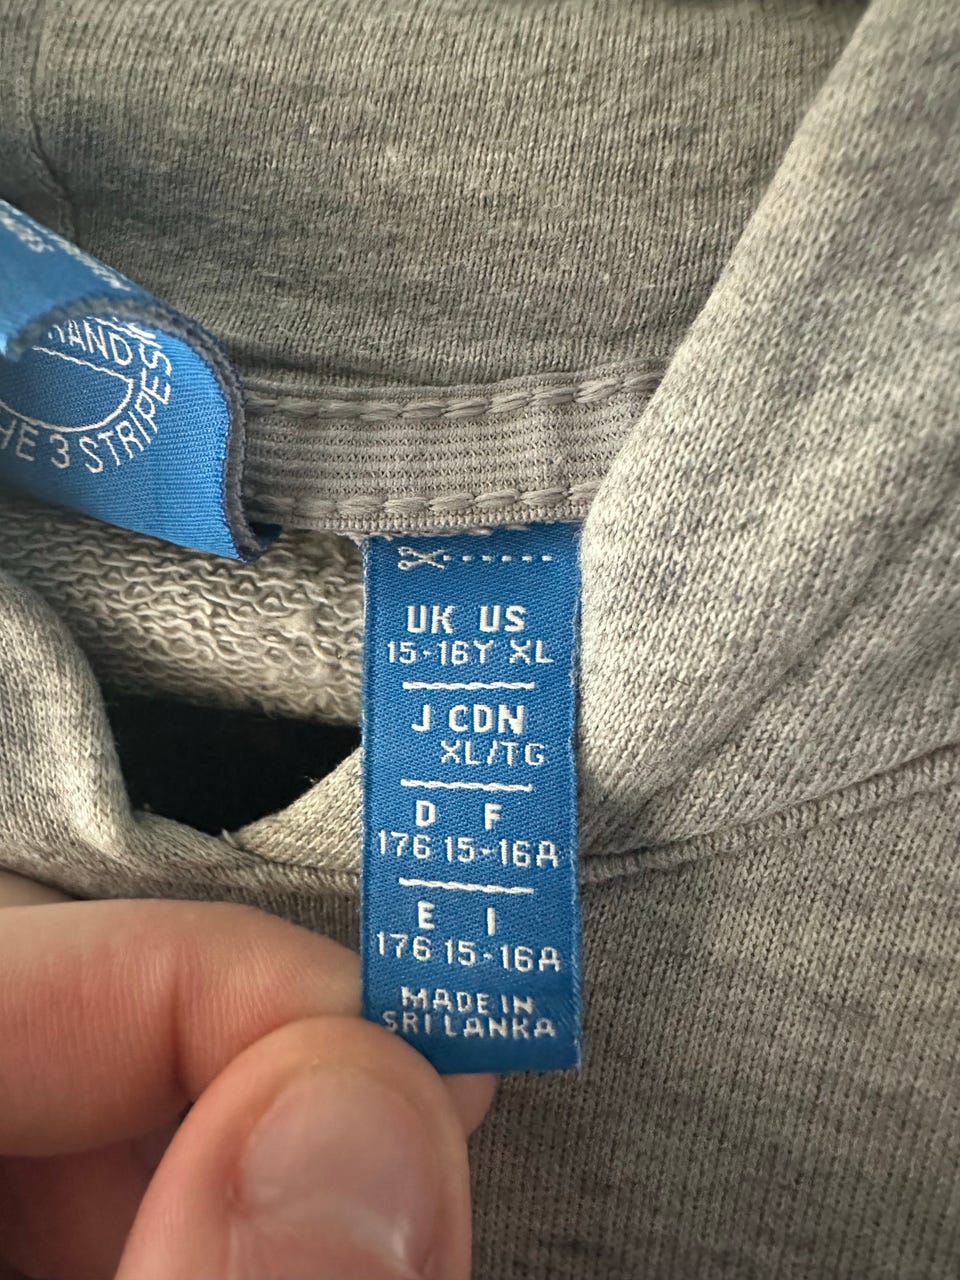 RAND
HE 3 STRIPES
UK US
15-16Y XL
J CDN
XL/TG
D F
176 15-16A
E I
176 15-16A
MADE IN
SRI LANKA